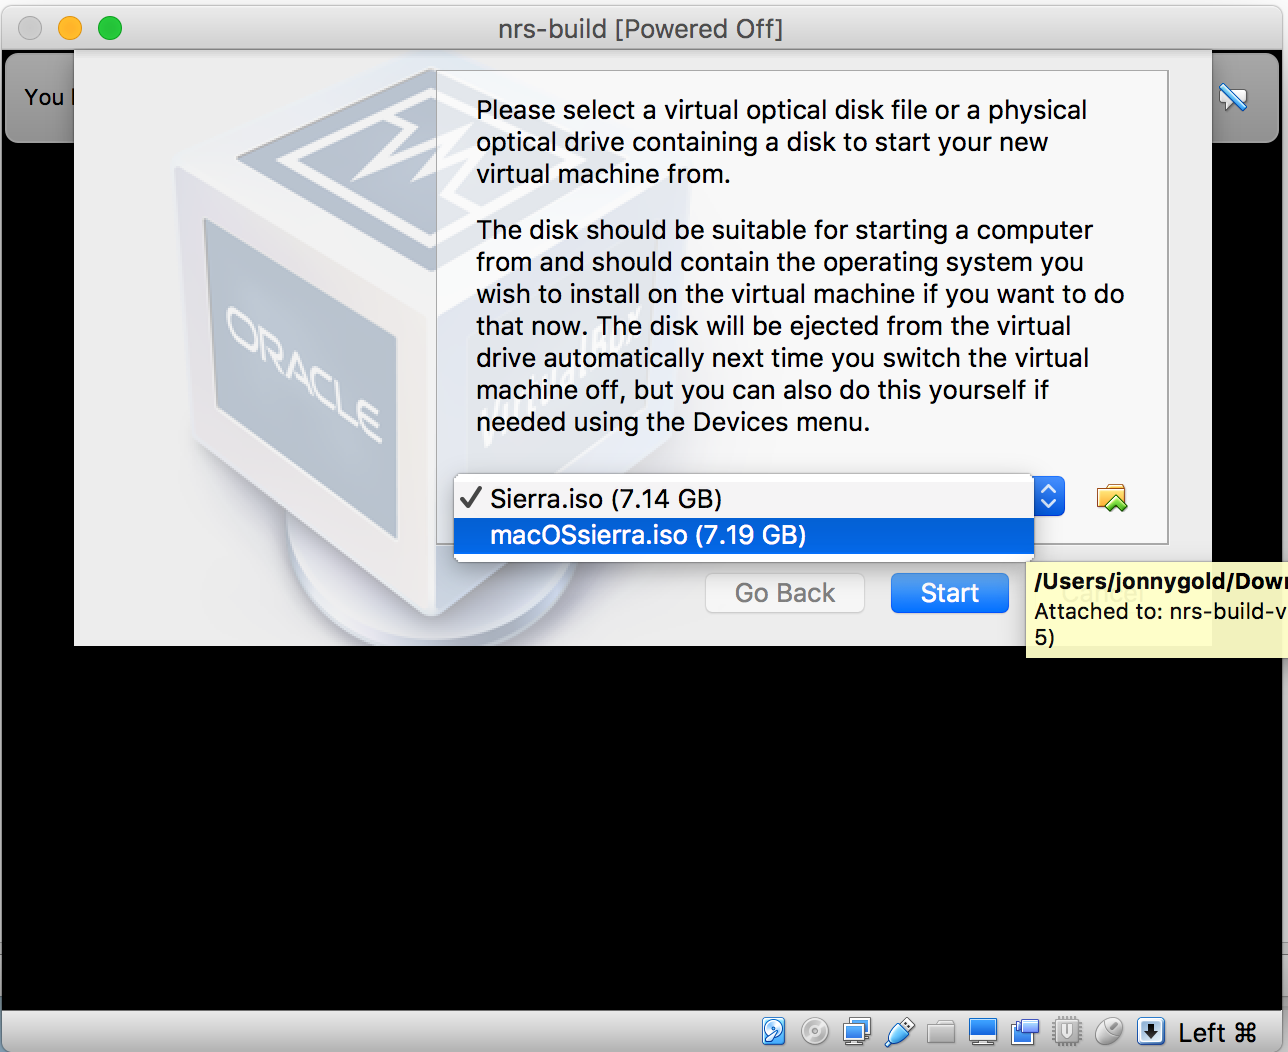 nrs-build [Powered Off]
You
Please select a virtual optical disk file or a physical
optical drive containing a disk to start your new
virtual machine from.
The disk should be suitable for starting a computer
from and should contain the operating system you
wish to install on the virtual machine if you want to do
that now. The disk will be ejected from the virtual
drive automatically next time you switch the virtual
machine off, but you can also do this yourself if
needed using the Devices menu.
ORACLE
VirtualBox
✓ Sierra.iso (7.14 GB)
macOSsierra.iso (7.19 GB)
Go Back
Start
Cancel
/Users/jonnygold/Dow
Attached to: nrs-build-v
5)
Left ⌘